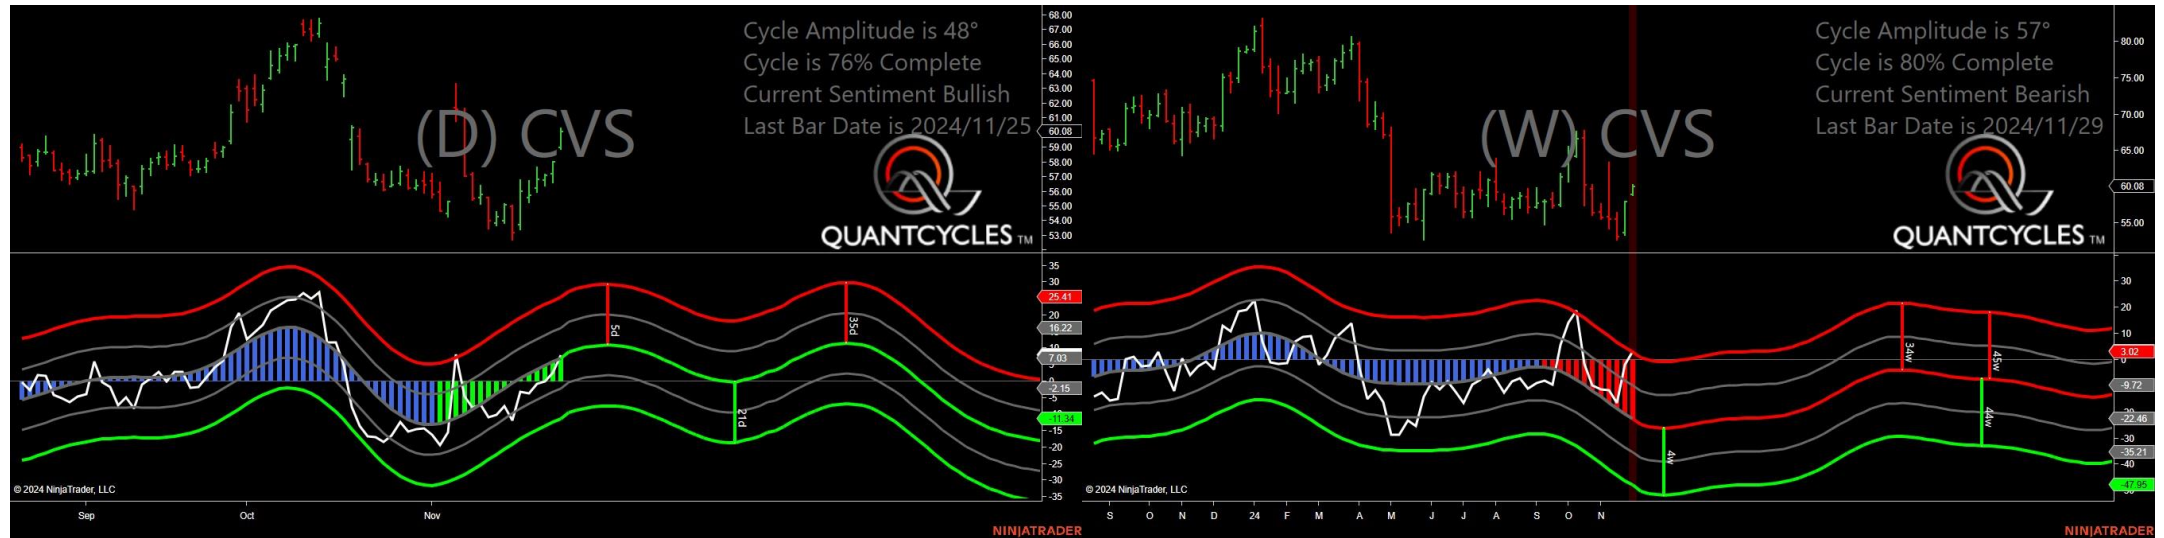 Cycle Amplitude is 48°
Cycle is 76% Complete
Current Sentiment Bullish
Last Bar Date is 2024/11/25
(D) CVS
QUANTCYCLES TM
68.00
67.00
66.00
65.00
64.00
63.00
62.00
61.00
60.08
59.00
58.00
57.00
56.00
55.00
54.00
53.00
35
25.41
20
16.22
10
7.03
-2.15
-5
-11.34
-15
-20
-25
-30
-35
5d
21d
35d
© 2024 NinjaTrader, LLC
Sep
Oct
Nov
NINJATRADER
Cycle Amplitude is 57°
Cycle is 80% Complete
Current Sentiment Bearish
Last Bar Date is 2024/11/29
(W) CVS
QUANTCYCLES TM
80.00
75.00
70.00
65.00
60.08
55.00
30
20
10
3.02
-9.72
-22.46
-30
-35.21
-40
-47.95
4w
34w
44w
45w
© 2024 NinjaTrader, LLC
S O N D 24 F M A M J J A S O N
NINJATRADER